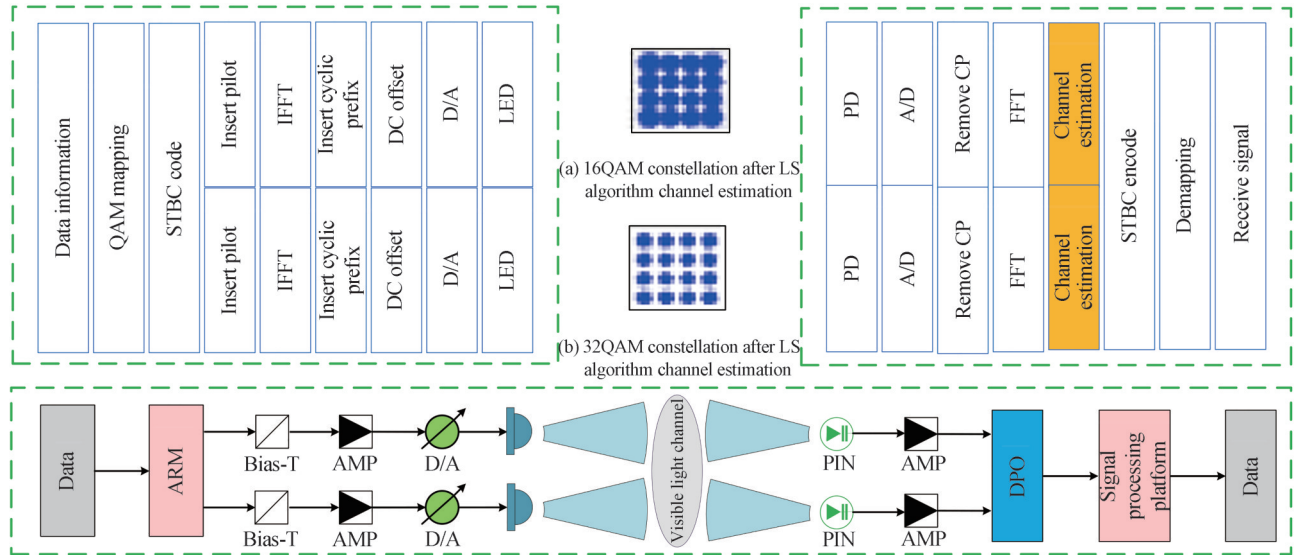 Data information
QAM mapping
STBC code
Insert pilot
IFFT
Insert cyclic
prefix
DC offset
D/A
LED
Insert pilot
IFFT
Insert cyclic
prefix
DC offset
D/A
LED
(a) 16QAM constellation after LS
algorithm channel estimation
(b) 32QAM constellation after LS
algorithm channel estimation
PD
A/D
Remove CP
FFT
Channel
estimation
PD
A/D
Remove CP
FFT
Channel
estimation
STBC encode
Demapping
Receive signal
Data
ARM
Bias-T
AMP
D/A
Bias-T
AMP
D/A
Visible light channel
PIN
AMP
PIN
AMP
DPO
Signal
processing
platform
Data